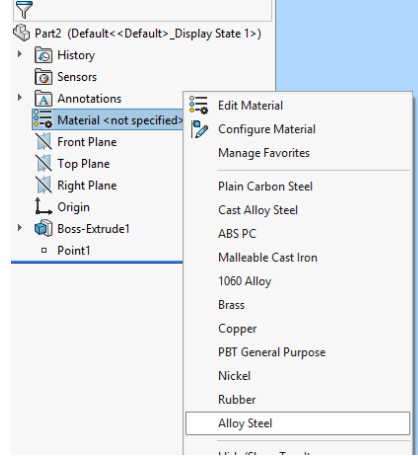 Part2 (Default<<Default>_Display State 1>)
History
Sensors
Annotations
Material <not specified>
Front Plane
Top Plane
Right Plane
Origin
Boss-Extrude1
Point1
Edit Material
Configure Material
Manage Favorites
Plain Carbon Steel
Cast Alloy Steel
ABS PC
Malleable Cast Iron
1060 Alloy
Brass
Copper
PBT General Purpose
Nickel
Rubber
Alloy Steel